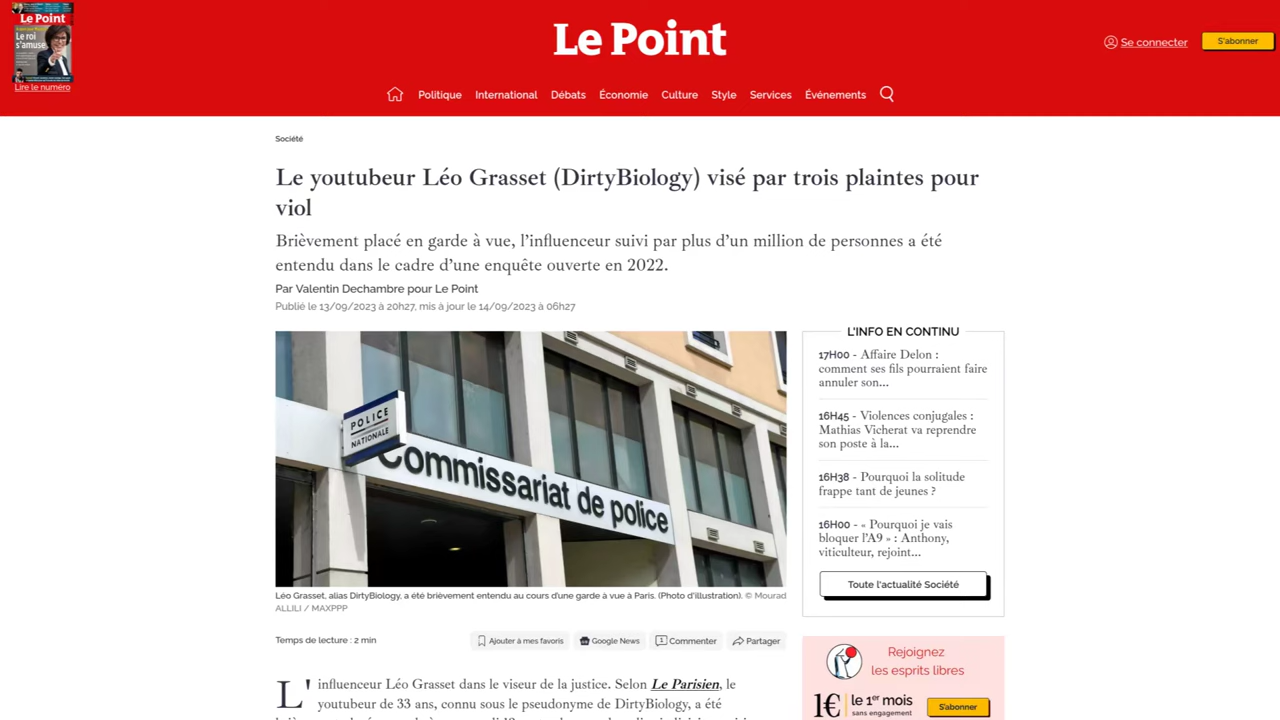 Le Point
Le roi
s'amuse
Lire le numéro
Le Point
Se connecter
S'abonner
Politique
International
Débats
Économie
Culture
Style
Services
Événements
Société
Le youtubeur Léo Grasset (DirtyBiology) visé par trois plaintes pour
viol
Brièvement placé en garde à vue, l'influenceur suivi par plus d'un million de personnes a été
entendu dans le cadre d'une enquête ouverte en 2022.
Par Valentin Dechambre pour Le Point
Publié le 13/09/2023 à 20h27, mis à jour le 14/09/2023 à 06h27
POLICE
NATIONALE
Commissariat de police
Léo Grasset, alias DirtyBiology, a été brièvement entendu au cours d'une garde à vue à Paris. (Photo d'illustration). © Mourad
ALLILI / MAXPPP
Temps de lecture : 2 min
Ajouter à mes favoris
Google News
Commenter
Partager
L'influenceur Léo Grasset dans le viseur de la justice. Selon Le Parisien, le
youtubeur de 33 ans, connu sous le pseudonyme de DirtyBiology, a été
L'INFO EN CONTINU
17H00 - Affaire Delon :
comment ses fils pourraient faire
annuler son...
16H45 - Violences conjugales :
Mathias Vicherat va reprendre
son poste à la...
16H38 - Pourquoi la solitude
frappe tant de jeunes ?
16H00 - « Pourquoi je vais
bloquer l'A9 » : Anthony,
viticulteur, rejoint...
Toute l'actualité Société
Rejoignez
les esprits libres
1€ le 1er mois
sans engagement
S'abonner